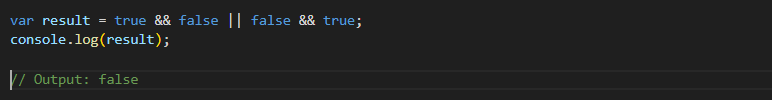 var result = true && false || false && true;
console.log(result);
// Output: false